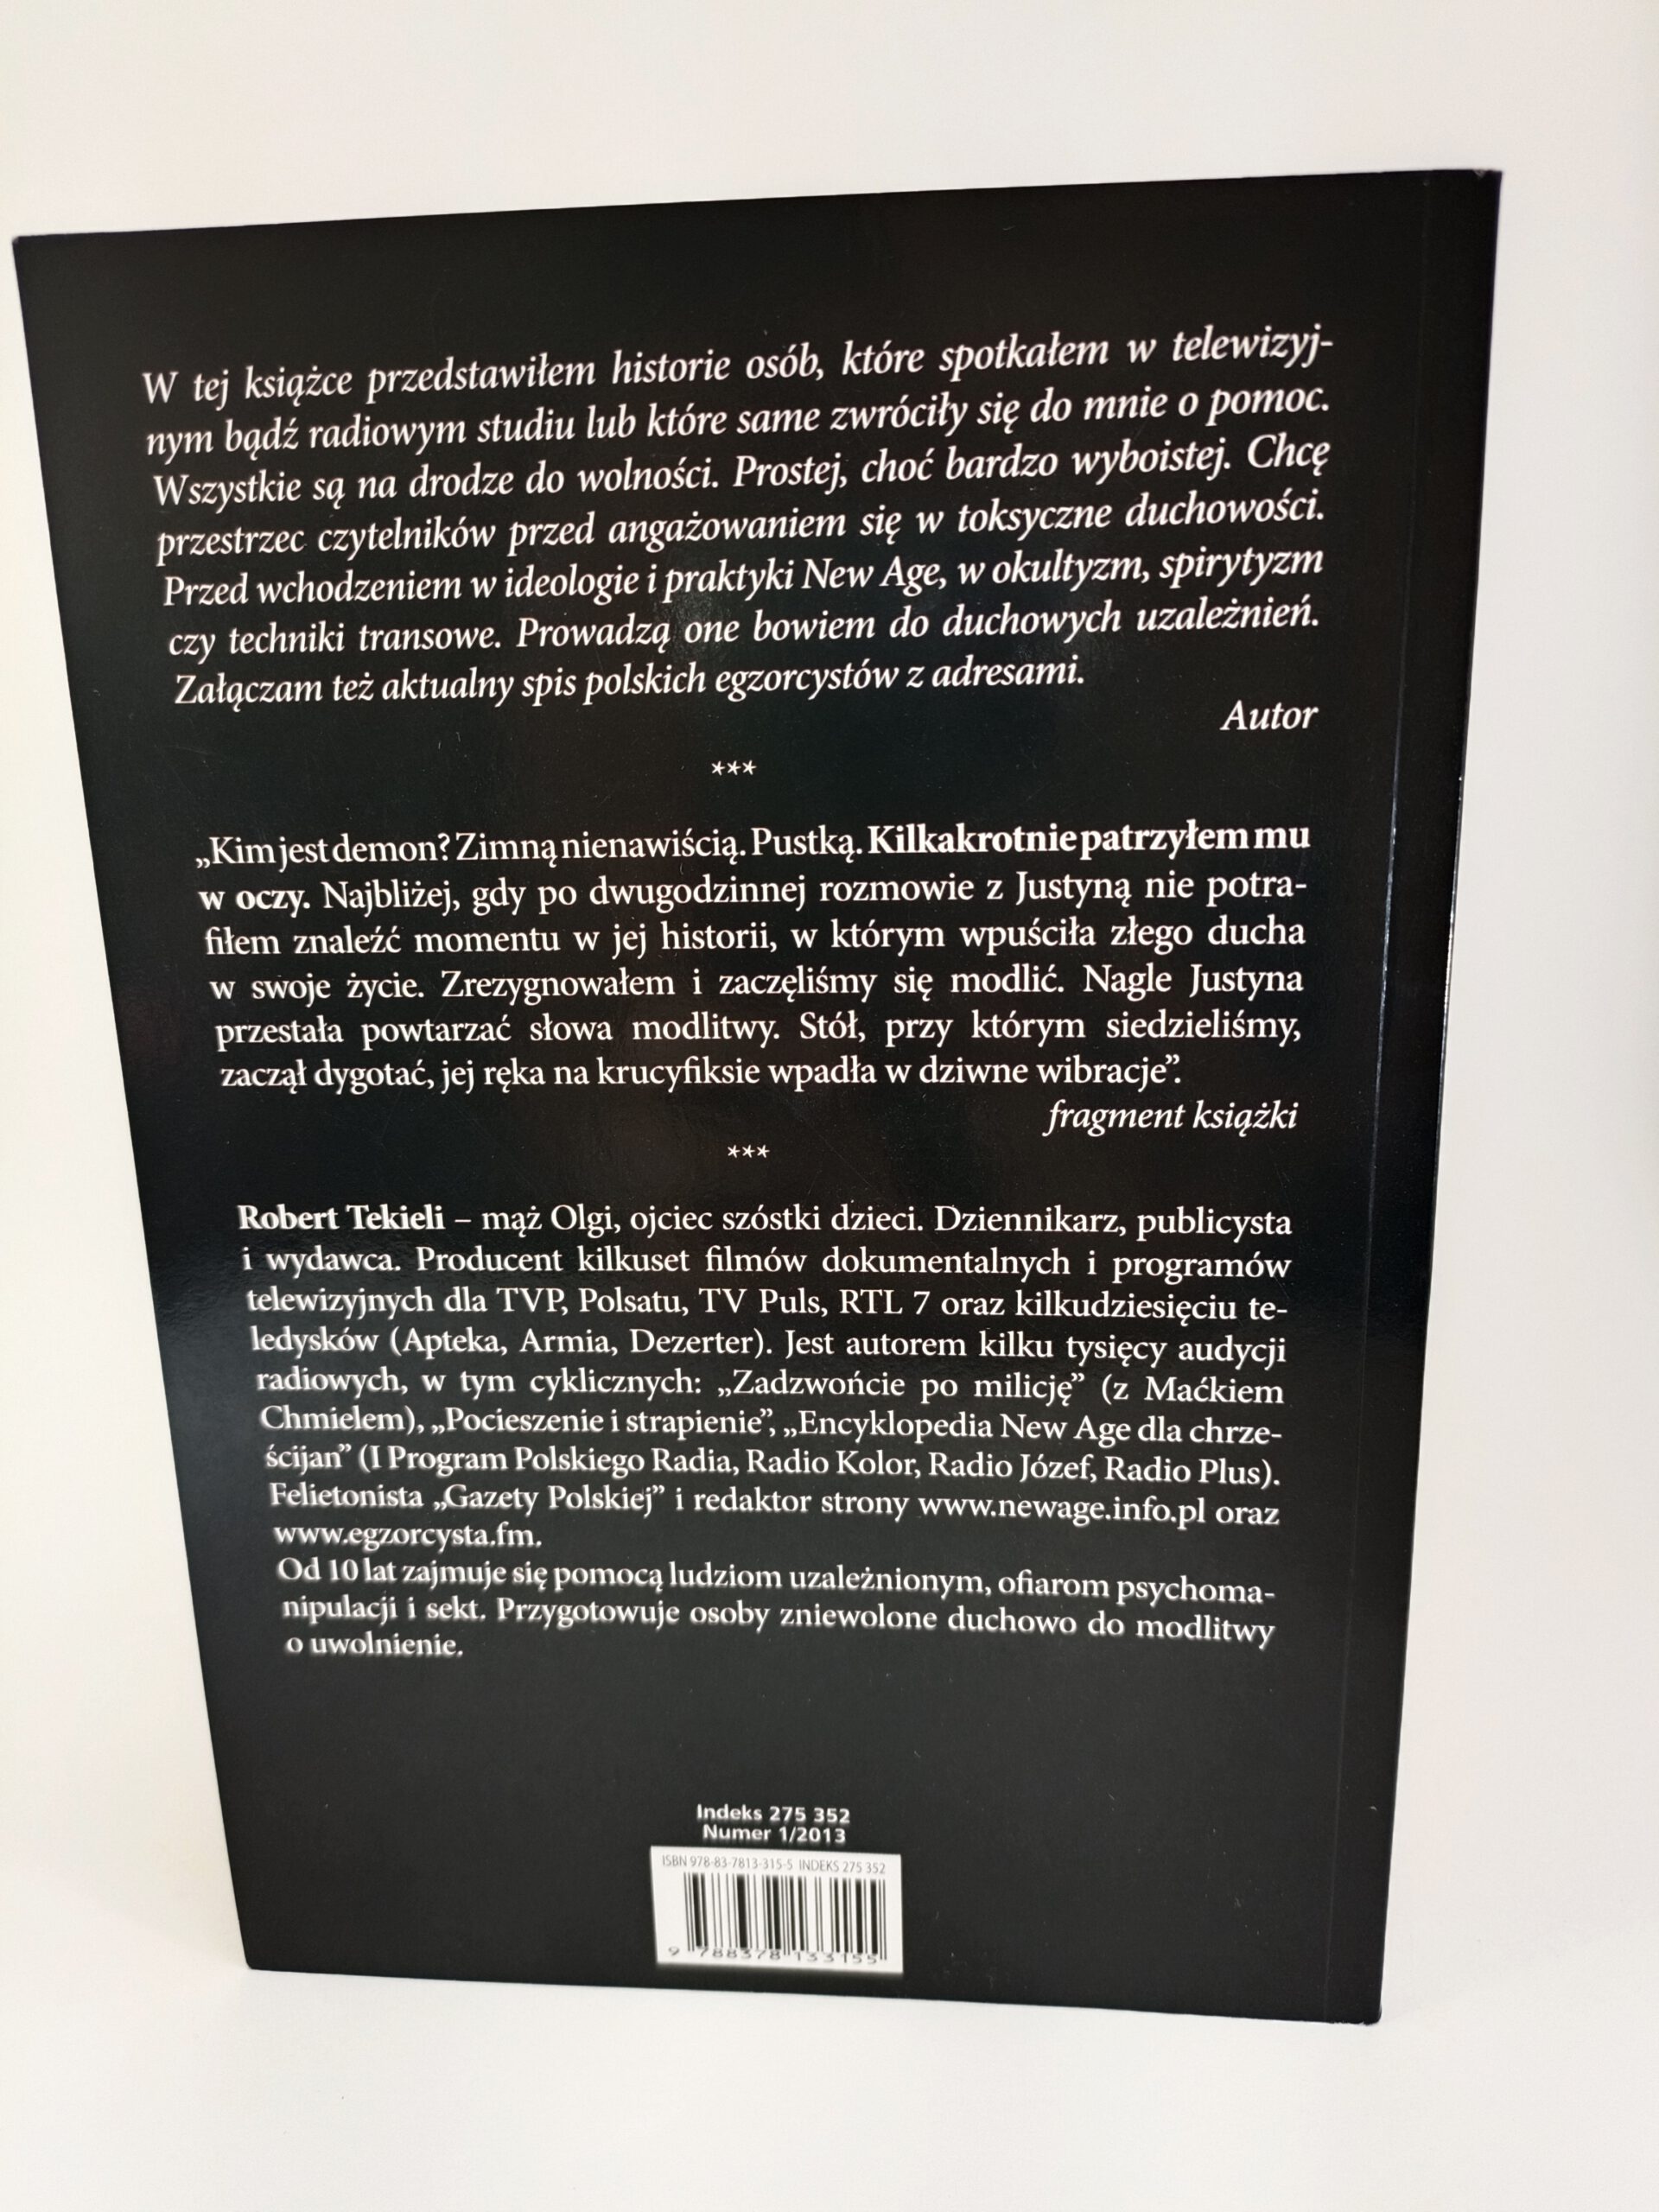 W tej książce przedstawiłem historie osób, które spotkałem w telewizyj-
nym bądź radiowym studiu lub które same zwróciły się do mnie o pomoc.
Wszystkie są na drodze do wolności. Prostej, choć bardzo wyboistej. Chcę
przestrzec czytelników przed angażowaniem się w toksyczne duchowości.
Przed wchodzeniem w ideologie i praktyki New Age, w okultyzm, spirytyzm
czy techniki transowe. Prowadzą one bowiem do duchowych uzależnień.
Załączam też aktualny spis polskich egzorcystów z adresami.
Autor
***
„Kim jest demon? Zimną nienawiścią. Pustką. Kilkakrotnie patrzyłem mu
w oczy. Najbliżej, gdy po dwugodzinnej rozmowie z Justyną nie potra-
fiłem znaleźć momentu w jej historii, w którym wpuściła złego ducha
w swoje życie. Zrezygnowałem i zaczęliśmy się modlić. Nagle Justyna
przestała powtarzać słowa modlitwy. Stół, przy którym siedzieliśmy,
zaczął dygotać, jej ręka na krucyfiksie wpadła w dziwne wibracje”.
fragment książki
***
Robert Tekieli – mąż Olgi, ojciec szóstki dzieci. Dziennikarz, publicysta
i wydawca. Producent kilkuset filmów dokumentalnych i programów
telewizyjnych dla TVP, Polsatu, TV Puls, RTL 7 oraz kilkudziesięciu te-
ledysków (Apteka, Armia, Dezerter). Jest autorem kilku tysięcy audycji
radiowych, w tym cyklicznych: „Zadzwońcie po milicję” (z Maćkiem
Chmielem), „Pocieszenie i strapienie”, „Encyklopedia New Age dla chrze-
ścijan” (I Program Polskiego Radia, Radio Kolor, Radio Józef, Radio Plus).
Felietonista „Gazety Polskiej” i redaktor strony www.newage.info.pl oraz
www.egzorcysta.fm.
Od 10 lat zajmuje się pomocą ludziom uzależnionym, ofiarom psychoma-
nipulacji i sekt. Przygotowuje osoby zniewolone duchowo do modlitwy
o uwolnienie.
Indeks 275 352
Numer 1/2013
ISBN 978-83-7813-315-5 INDEKS 275 352
9 788378 133155